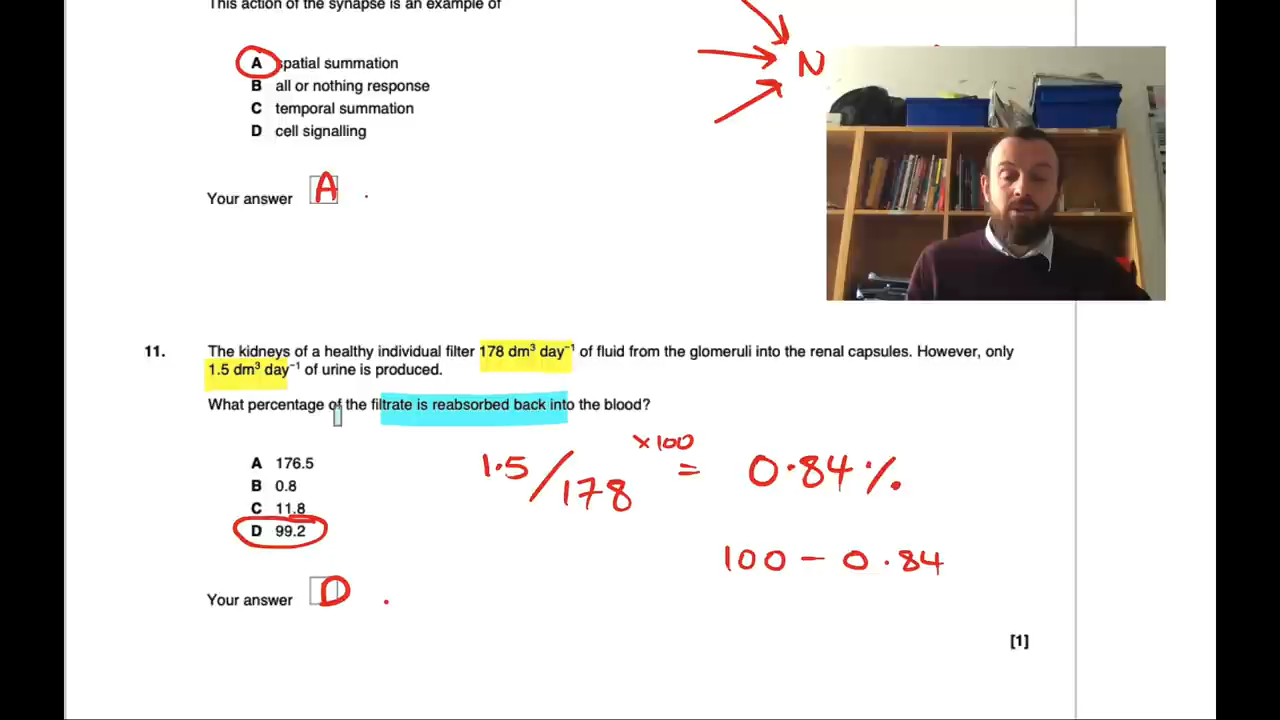 This action of the synapse is an example of
A spatial summation
B all or nothing response
C temporal summation
D cell signalling
N
Your answer A
11. The kidneys of a healthy individual filter 178 dm³ day⁻¹ of fluid from the glomeruli into the renal capsules. However, only
1.5 dm³ day⁻¹ of urine is produced.
What percentage of the filtrate is reabsorbed back into the blood?
A 176.5
B 0.8
C 11.8
D 99.2
1.5/178 ×100 = 0.84%
100 - 0.84
Your answer D
[1]